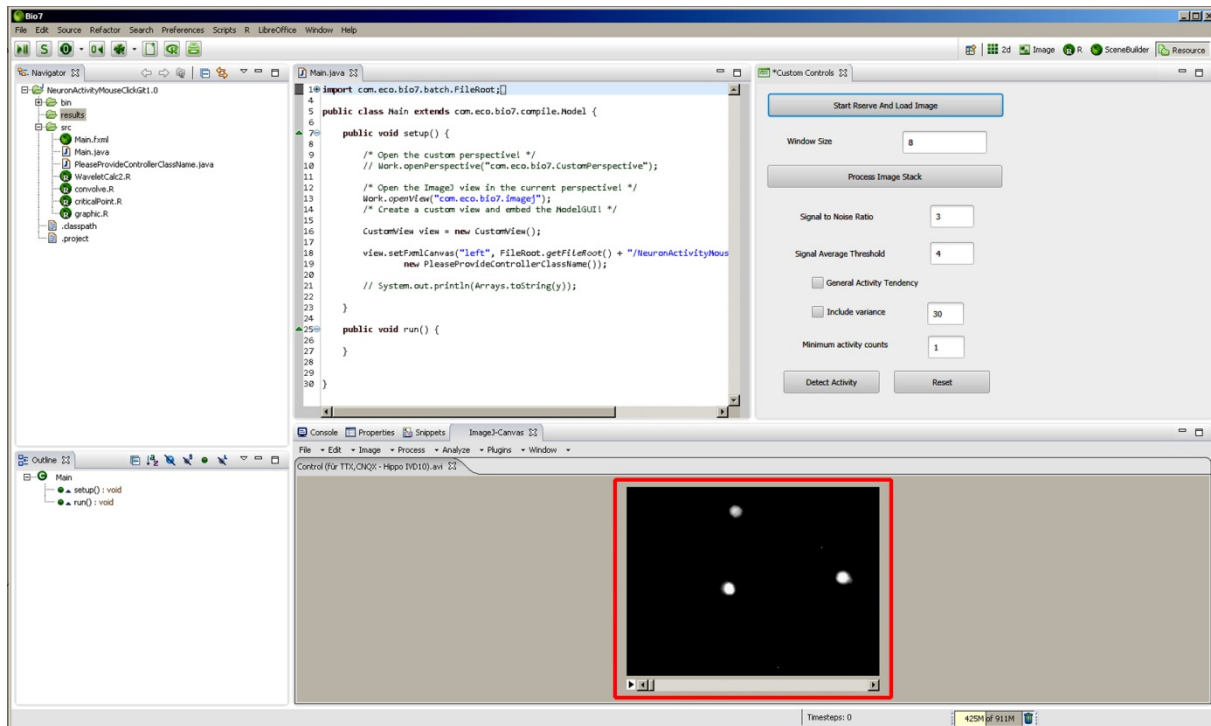 Bio7
File Edit Source Refactor Search Preferences Scripts R LibreOffice Window Help
2d Image R SceneBuilder Resource
Navigator
NeuronActivityMouseClickGit1.0
bin
results
src
Main.fxml
Main.java
PleaseProvideControllerClassName.java
WaveletCalc2.R
convolve.R
criticalPoint.R
graphic.R
.classpath
.project
Main.java
1 import com.eco.bio7.batch.FileRoot;
4
5 public class Main extends com.eco.bio7.compile.Model {
6
7 public void setup() {
8
9 /* Open the custom perspective! */
10 // Work.openPerspective("com.eco.bio7.CustomPerspective");
11
12 /* Open the ImageJ view in the current perspective! */
13 Work.openView("com.eco.bio7.imagej");
14 /* Create a custom view and embed the ModelGUI! */
15
16 CustomView view = new CustomView();
17
18 view.setFxmlCanvas("left", FileRoot.getFileRoot() + "/NeuronActivityMous
19 new PleaseProvideControllerClassName());
20
21 // System.out.println(Arrays.toString(y));
22
23 }
24
25 public void run() {
26
27 }
28
29
30 }
*Custom Controls
Start Rserve And Load Image
Window Size 8
Process Image Stack
Signal to Noise Ratio 3
Signal Average Threshold 4
General Activity Tendency
Include variance 30
Minimum activity counts 1
Detect Activity Reset
Outline
Main
setup() : void
run() : void
Console Properties Snippets ImageJ-Canvas
File Edit Image Process Analyze Plugins Window
Control (für TTX,CNQX - Hippo IVD10).avi
Timesteps: 0
425M of 911M